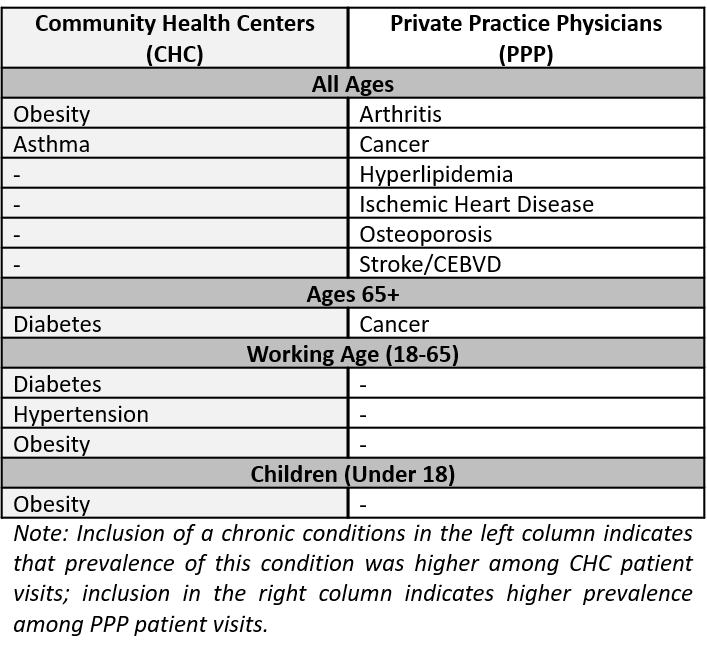 Community Health Centers (CHC) Private Practice Physicians (PPP)
All Ages
Obesity Arthritis
Asthma Cancer
- Hyperlipidemia
- Ischemic Heart Disease
- Osteoporosis
- Stroke/CEBVD
Ages 65+
Diabetes Cancer
Working Age (18-65)
Diabetes -
Hypertension -
Obesity -
Children (Under 18)
Obesity -
Note: Inclusion of a chronic conditions in the left column indicates
that prevalence of this condition was higher among CHC patient
visits; inclusion in the right column indicates higher prevalence
among PPP patient visits.